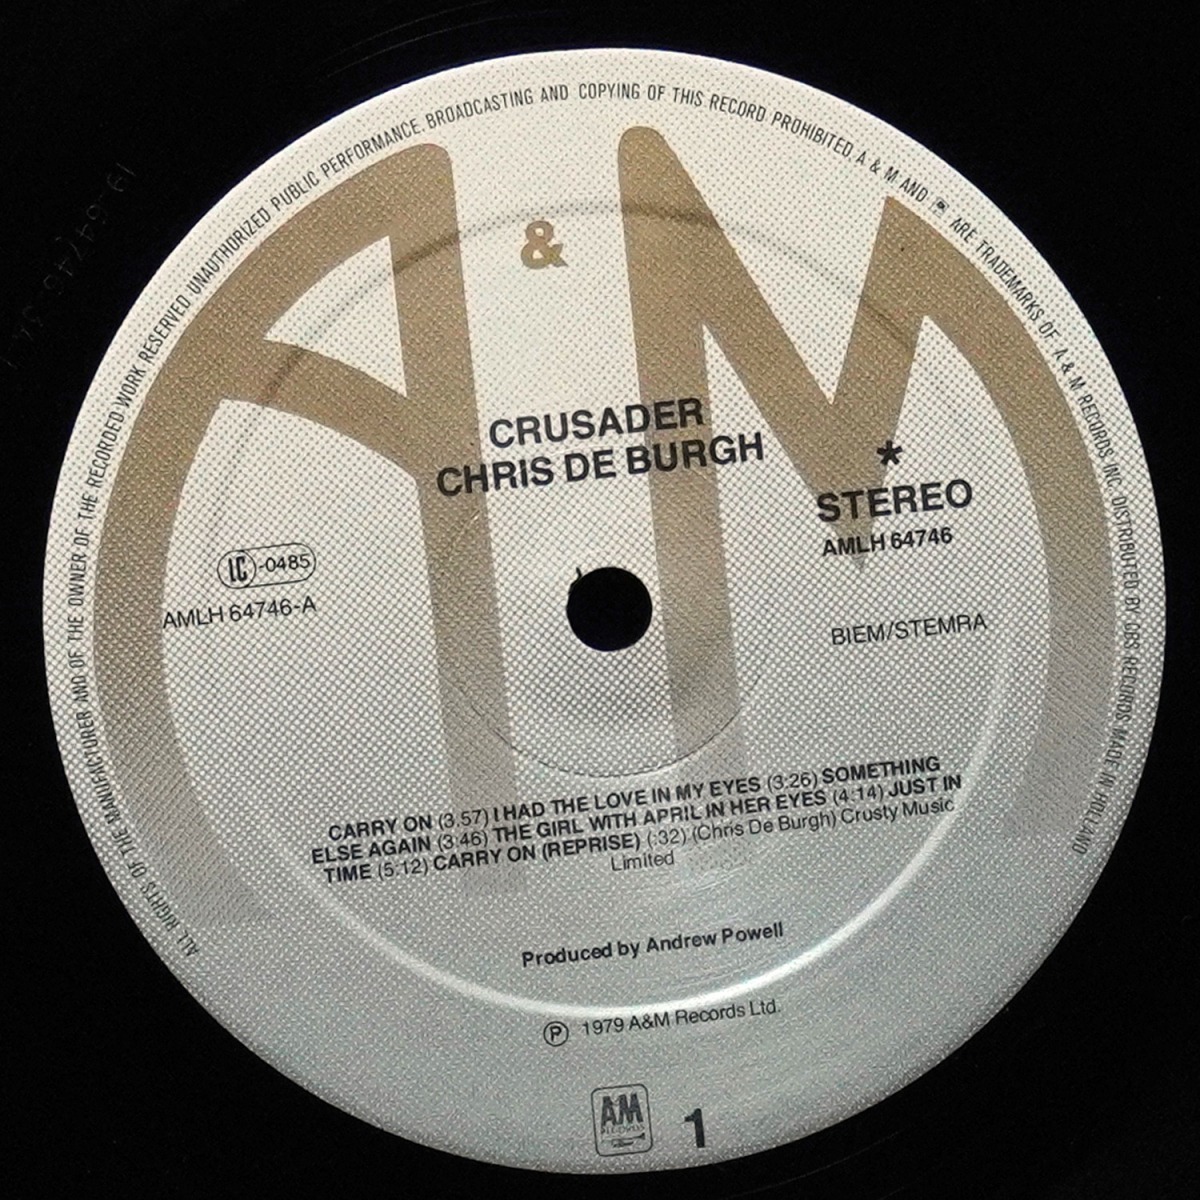 ALL RIGHTS OF THE MANUFACTURER AND OF THE OWNER OF THE RECORDED WORK RESERVED UNAUTHORIZED PUBLIC PERFORMANCE. BROADCASTING AND COPYING OF THIS RECORD PROHIBITED. A & M AND ARE TRADEMARKS OF A & M RECORDS INC. DISTRIBUTED BY CBS RECORDS MADE IN HOLLAND
A & M
CRUSADER
CHRIS DE BURGH
*
STEREO
AMLH 64746
LC-0485
AMLH 64746-A
BIEM/STEMRA
CARRY ON (3.57) I HAD THE LOVE IN MY EYES (3:26) SOMETHING
ELSE AGAIN (3:46) THE GIRL WITH APRIL IN HER EYES (4:14) JUST IN
TIME (5:12) CARRY ON (REPRISE) (:32) (Chris De Burgh) Crusty Music
Limited
Produced by Andrew Powell
Ⓟ 1979 A&M Records Ltd.
A&M
RECORDS
1